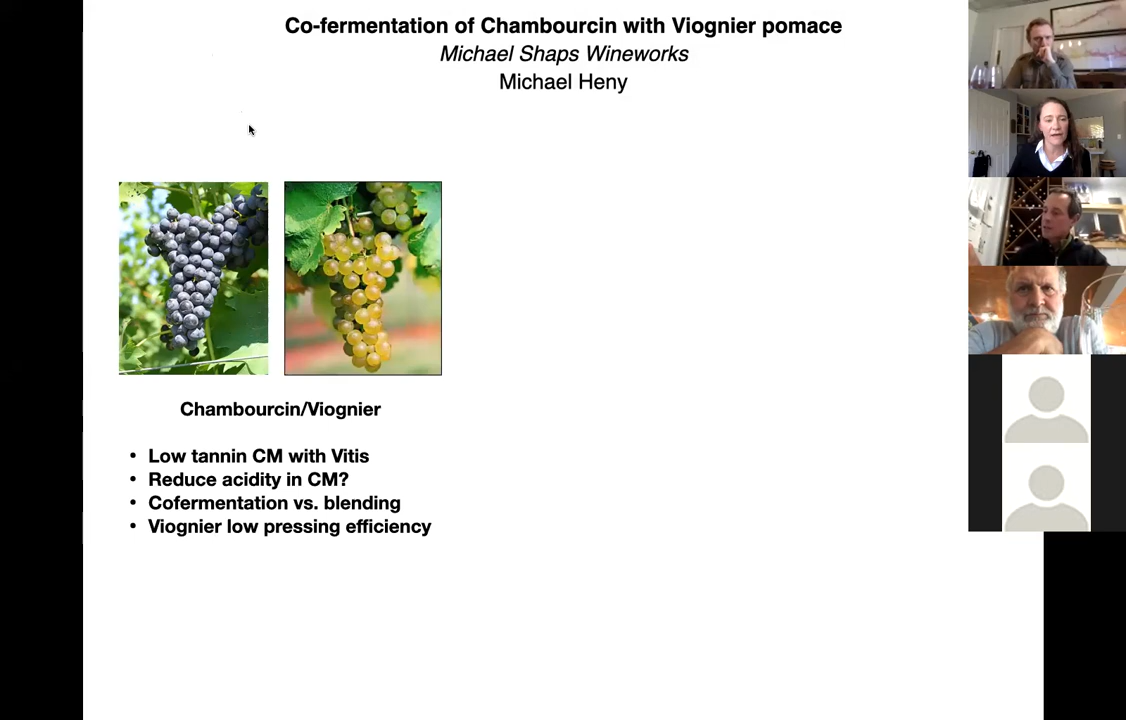 Co-fermentation of Chambourcin with Viognier pomace
Michael Shaps Wineworks
Michael Heny
Chambourcin/Viognier
• Low tannin CM with Vitis
• Reduce acidity in CM?
• Cofermentation vs. blending
• Viognier low pressing efficiency